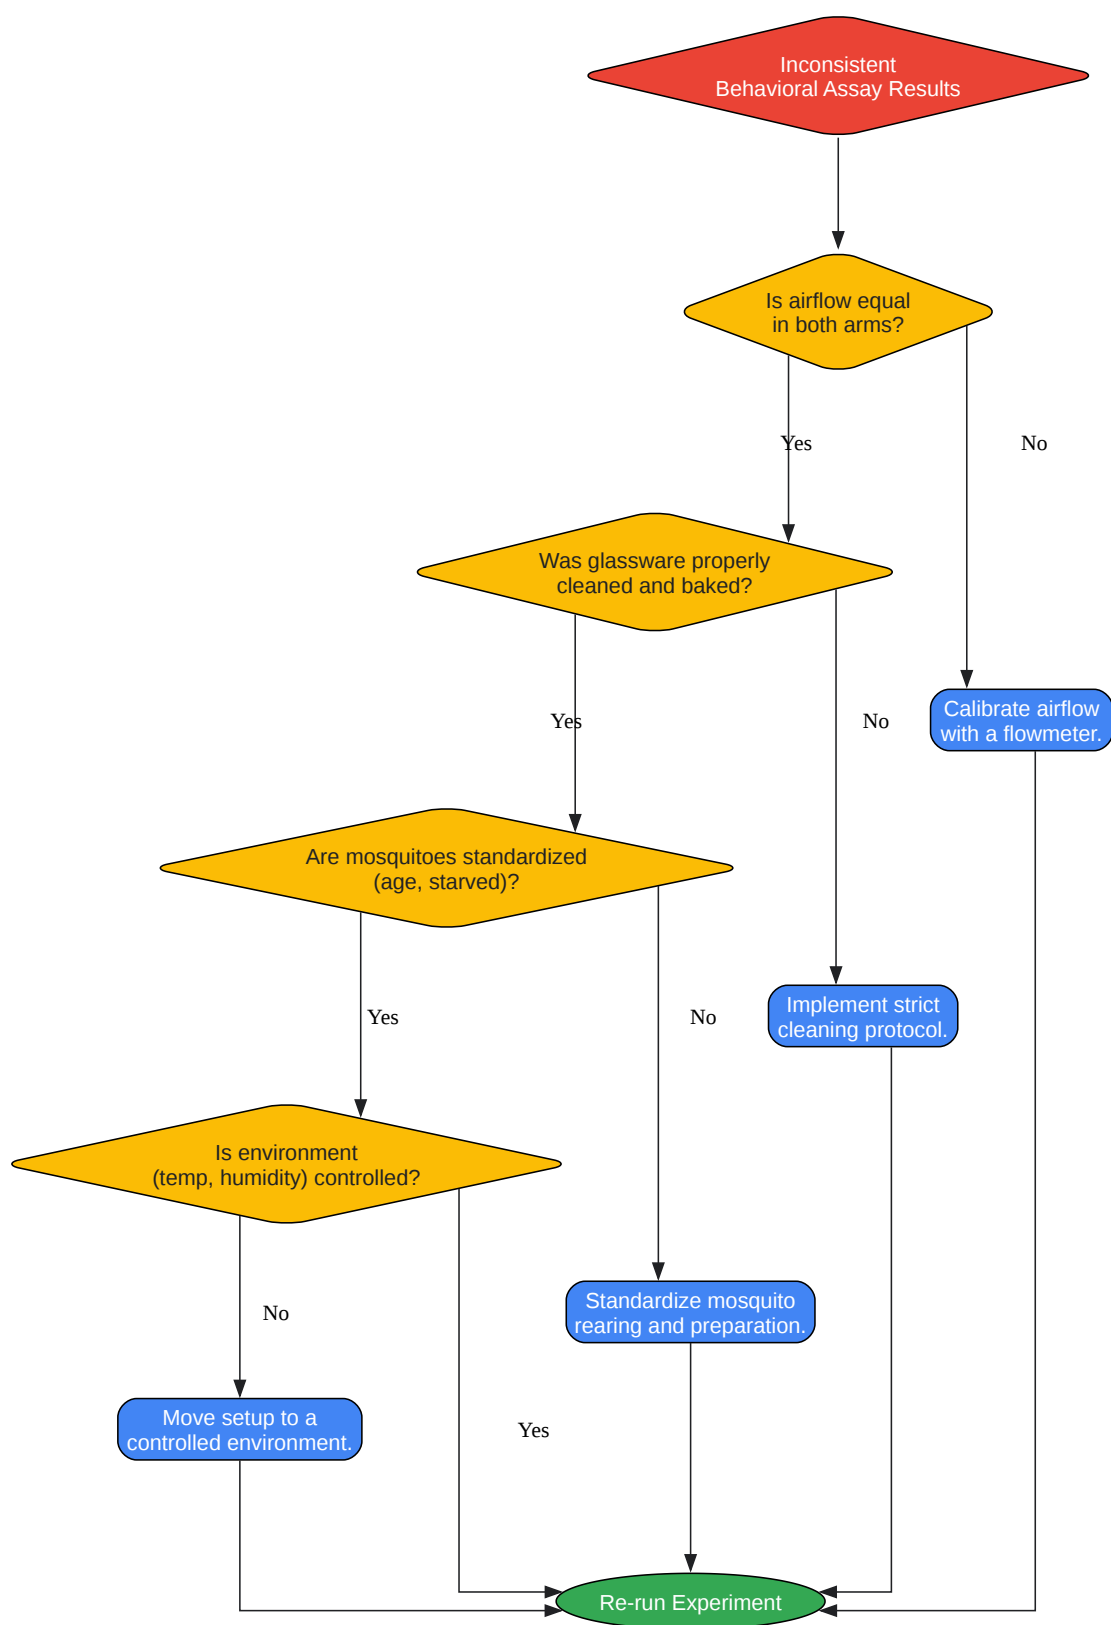 Inconsistent
Behavioral Assay Results
Is airflow equal
in both arms?
Yes
No
Was glassware properly
cleaned and baked?
Yes
No
Calibrate airflow
with a flowmeter.
Are mosquitoes standardized
(age, starved)?
Yes
No
Implement strict
cleaning protocol.
Is environment
(temp, humidity) controlled?
No
Standardize mosquito
rearing and preparation.
Move setup to a
controlled environment.
Yes
Re-run Experiment